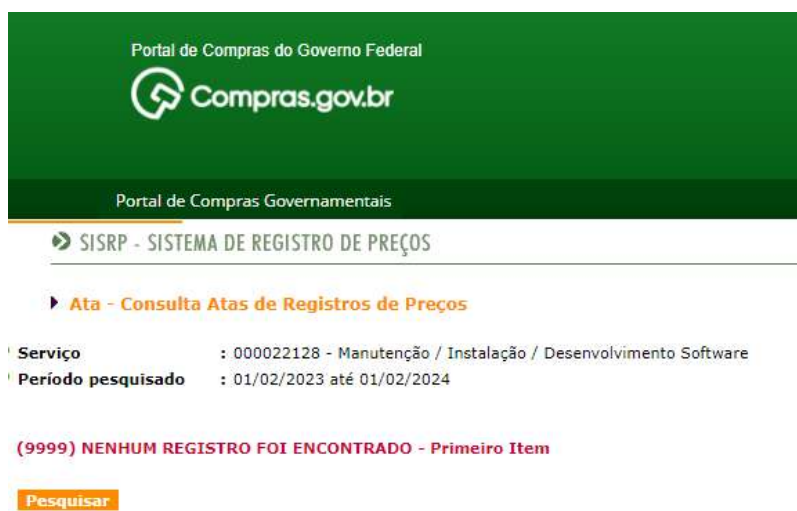 Portal de Compras do Governo Federal
Compras.gov.br
Portal de Compras Governamentais
SISRP - SISTEMA DE REGISTRO DE PREÇOS
Ata - Consulta Atas de Registros de Preços
Serviço : 000022128 - Manutenção / Instalação / Desenvolvimento Software
Período pesquisado : 01/02/2023 até 01/02/2024
(9999) NENHUM REGISTRO FOI ENCONTRADO - Primeiro Item
Pesquisar